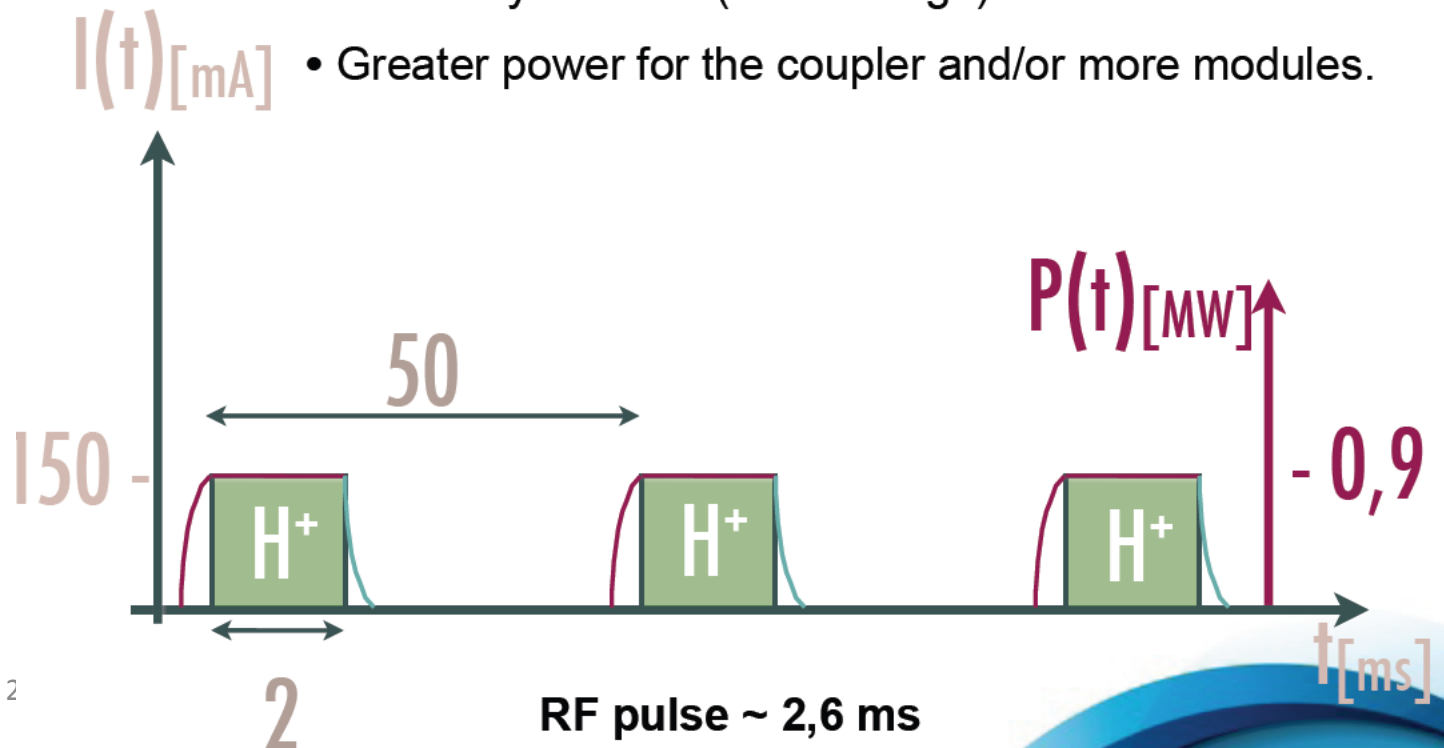 I(t)[mA]
• Greater power for the coupler and/or more modules.
P(t)[MW]
50
150 -
- 0,9
H+
H+
H+
t[ms]
2
2
RF pulse ~ 2,6 ms